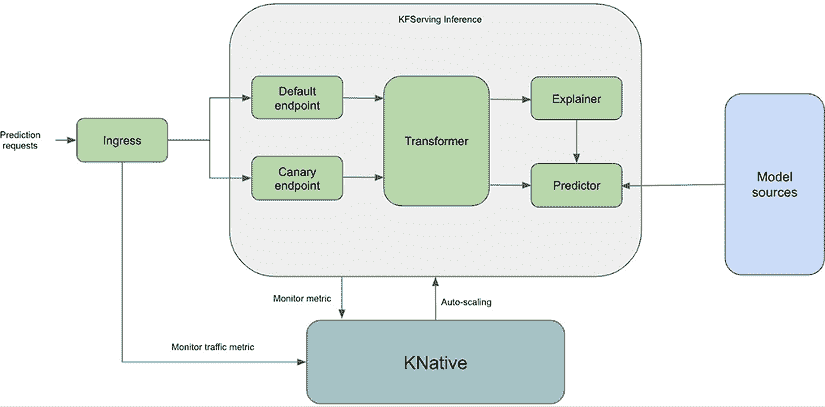 KFServing Inference
Default
endpoint
Explainer
Prediction
requests
Ingress
Transformer
Canary
endpoint
Predictor
Model
sources
Monitor metric
Auto-scaling
Monitor traffic metric
KNative